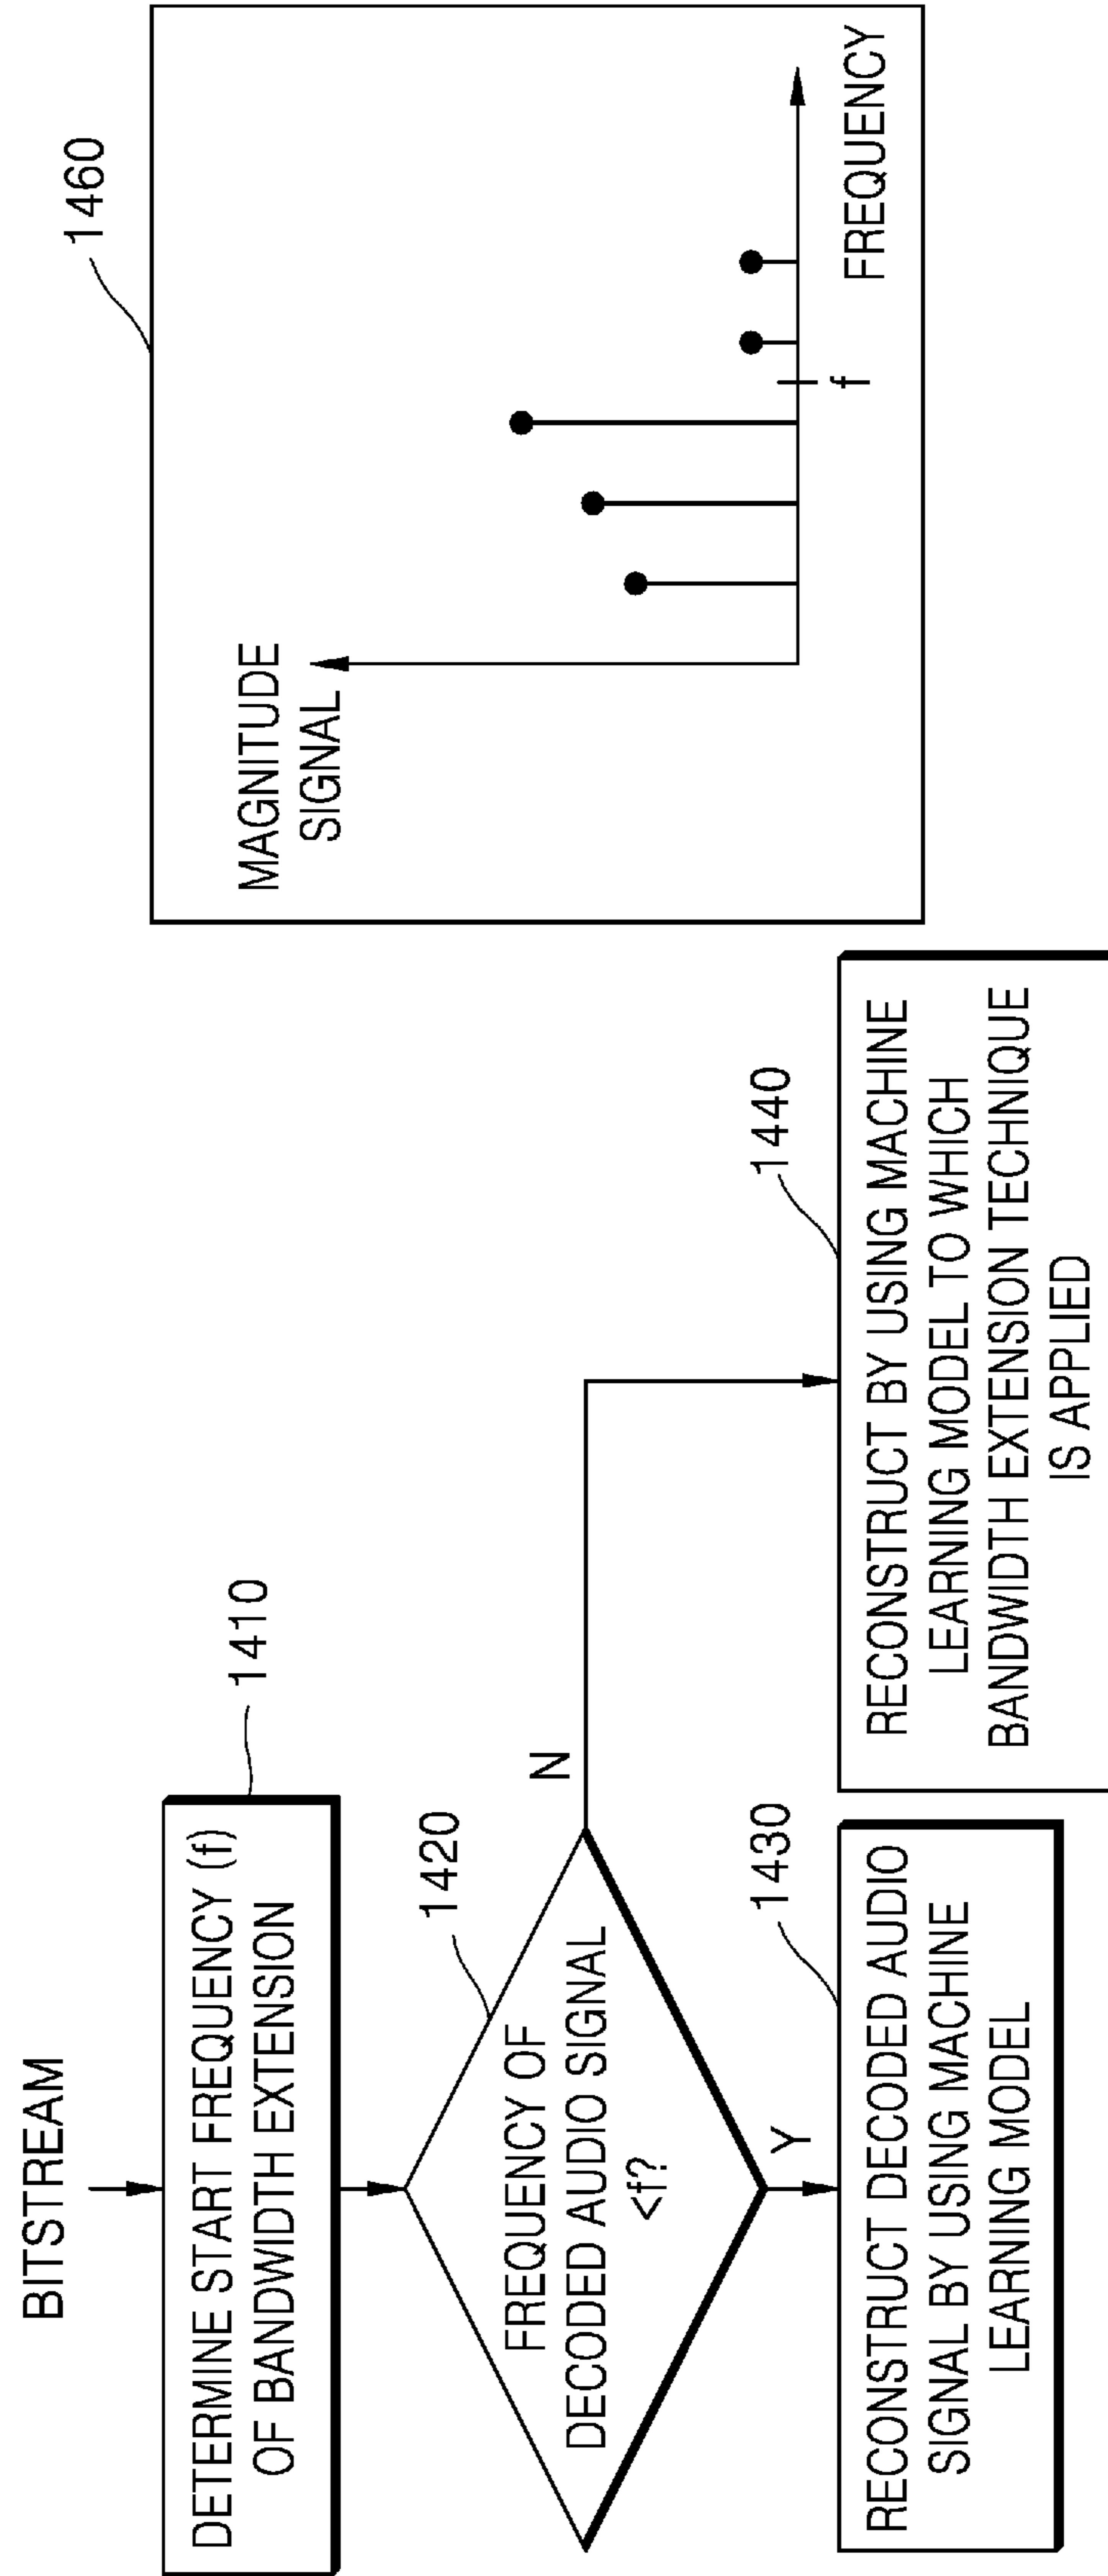 BITSTREAM
DETERMINE START FREQUENCY (f)
OF BANDWIDTH EXTENSION
1410
FREQUENCY OF
DECODED AUDIO SIGNAL
<f?
1420
N
Y
RECONSTRUCT DECODED AUDIO
SIGNAL BY USING MACHINE
LEARNING MODEL
1430
RECONSTRUCT BY USING MACHINE
LEARNING MODEL TO WHICH
BANDWIDTH EXTENSION TECHNIQUE
IS APPLIED
1440
1460
MAGNITUDE
SIGNAL
f
FREQUENCY